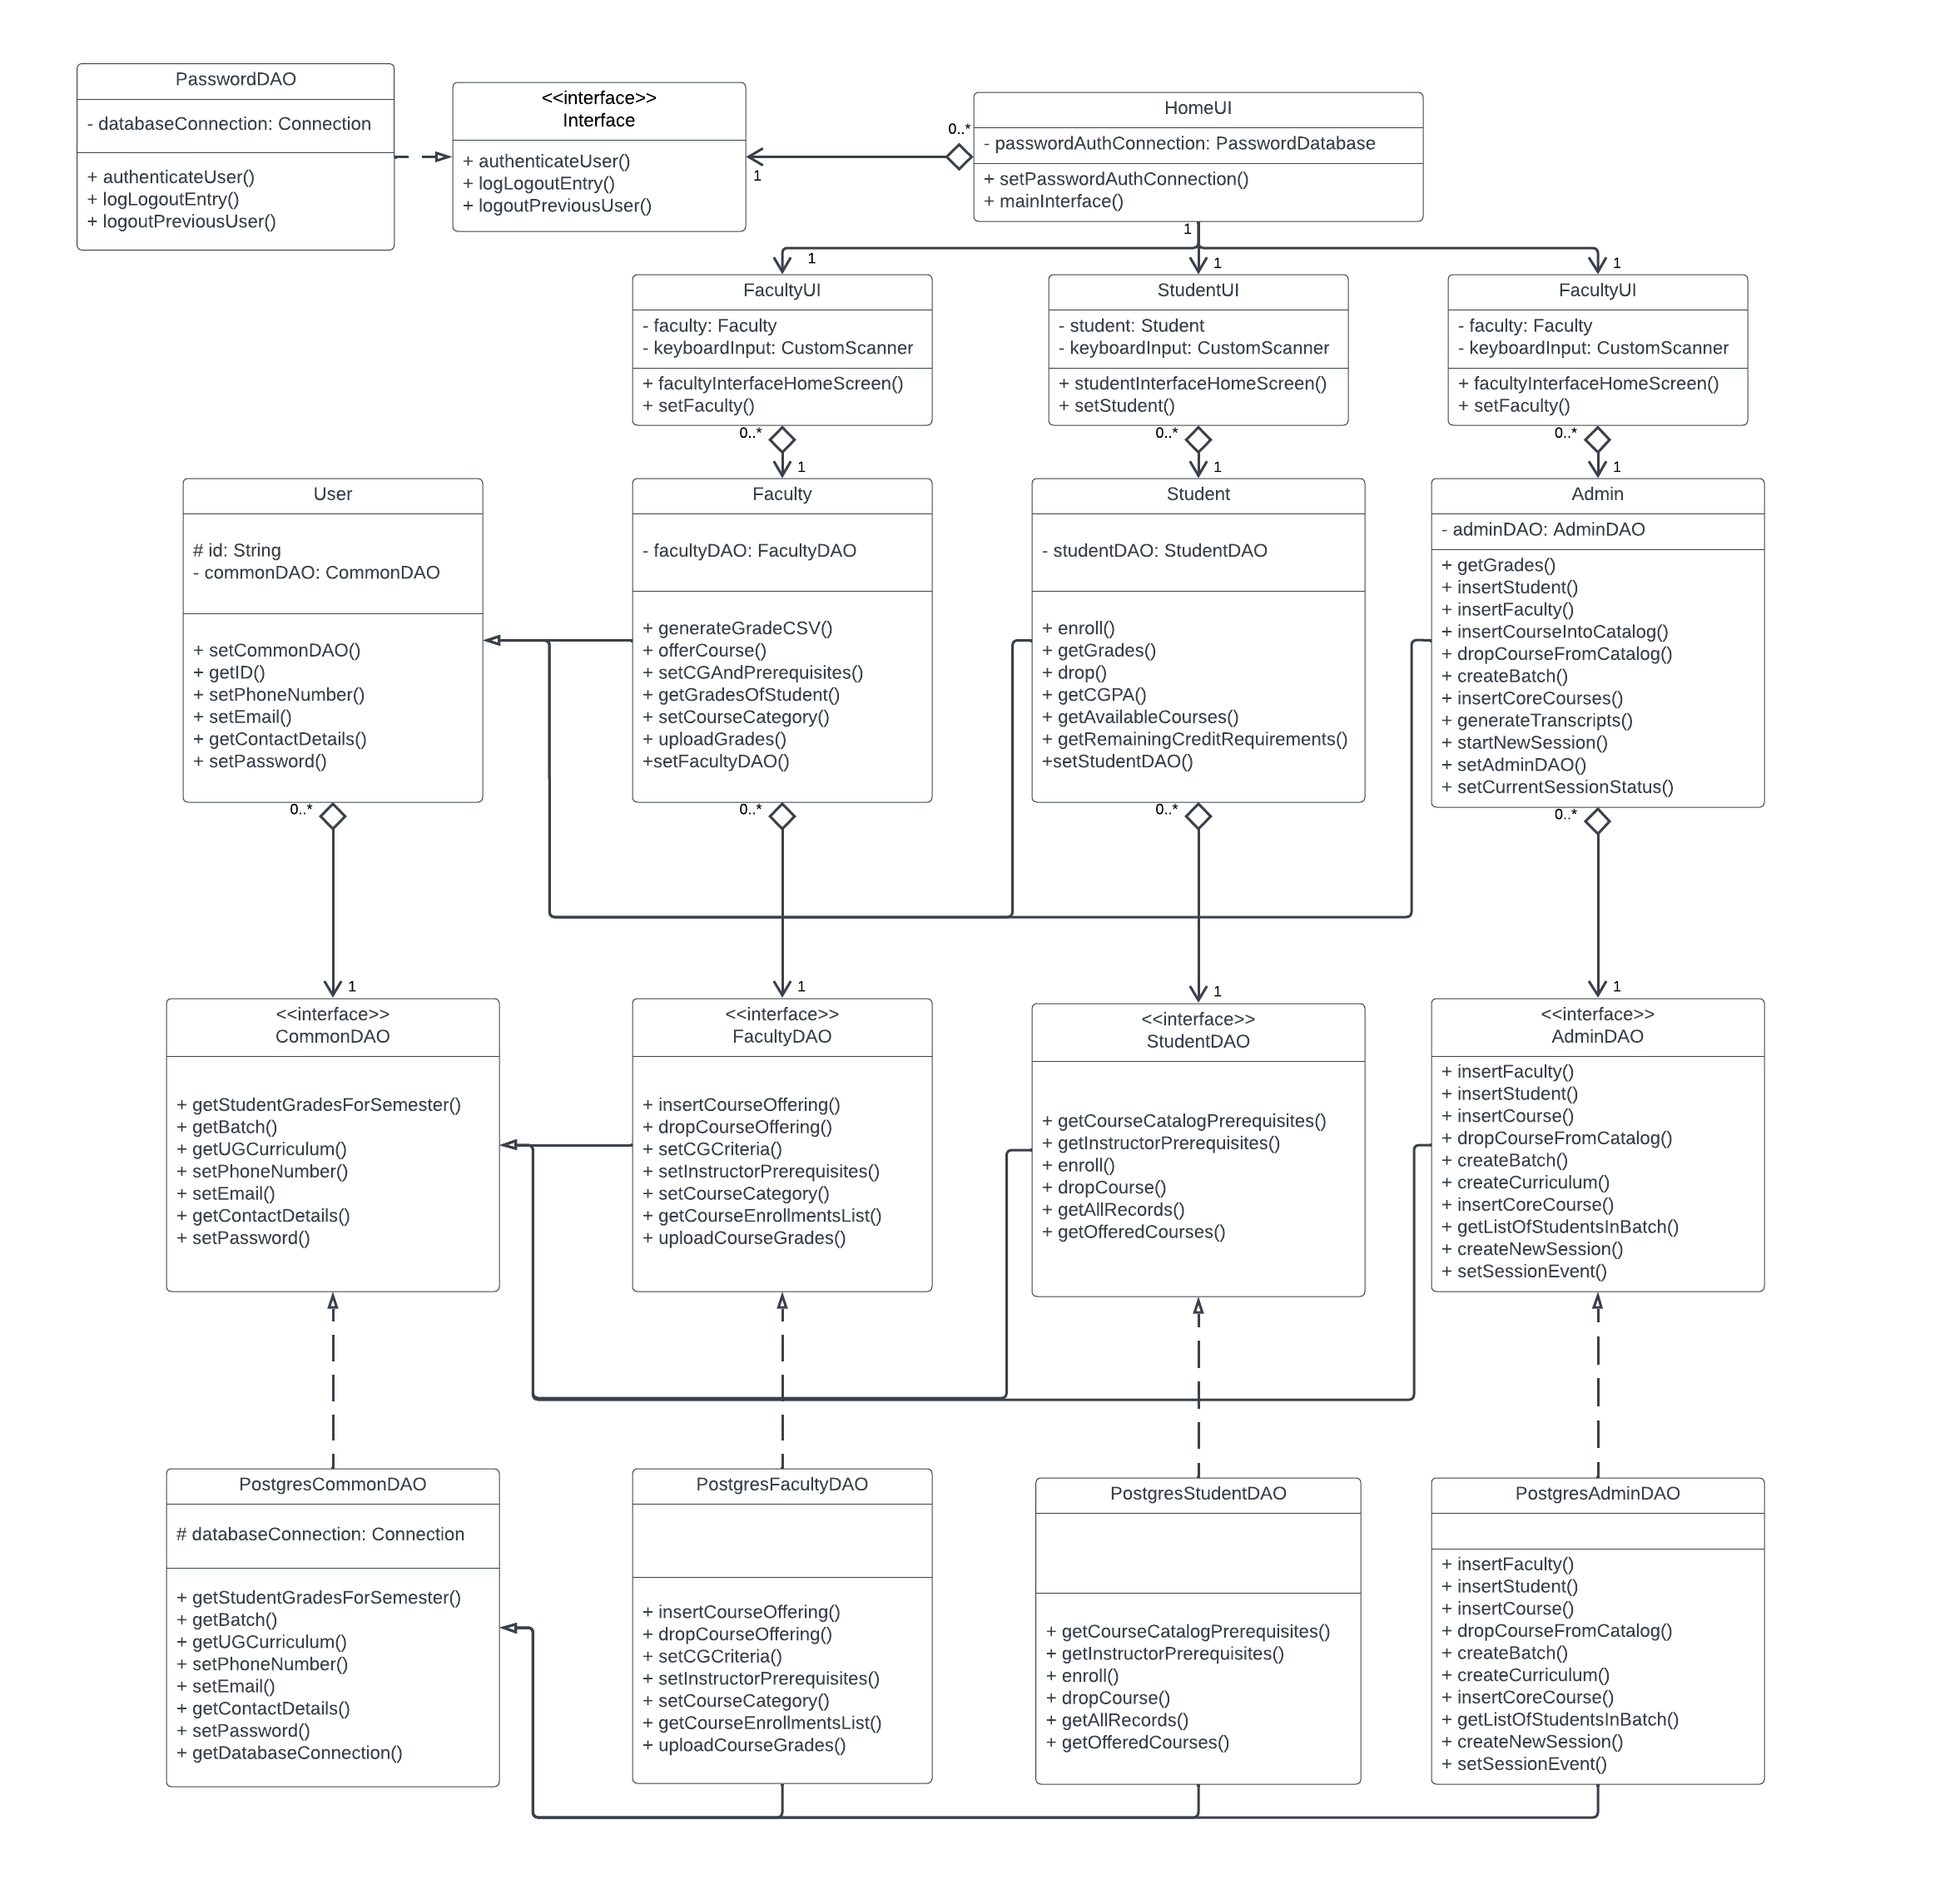 PasswordDAO
- databaseConnection: Connection
+ authenticateUser()
+ logLogoutEntry()
+ logoutPreviousUser()
<<interface>>
Interface
+ authenticateUser()
+ logLogoutEntry()
+ logoutPreviousUser()
0..*
1
HomeUI
- passwordAuthConnection: PasswordDatabase
+ setPasswordAuthConnection()
+ mainInterface()
1
1
1
1
FacultyUI
- faculty: Faculty
- keyboardInput: CustomScanner
+ facultyInterfaceHomeScreen()
+ setFaculty()
0..*
1
StudentUI
- student: Student
- keyboardInput: CustomScanner
+ studentInterfaceHomeScreen()
+ setStudent()
0..*
1
FacultyUI
- faculty: Faculty
- keyboardInput: CustomScanner
+ facultyInterfaceHomeScreen()
+ setFaculty()
0..*
1
User
# id: String
- commonDAO: CommonDAO
+ setCommonDAO()
+ getID()
+ setPhoneNumber()
+ setEmail()
+ getContactDetails()
+ setPassword()
0..*
1
Faculty
- facultyDAO: FacultyDAO
+ generateGradeCSV()
+ offerCourse()
+ setCGAndPrerequisites()
+ getGradesOfStudent()
+ setCourseCategory()
+ uploadGrades()
+setFacultyDAO()
0..*
1
Student
- studentDAO: StudentDAO
+ enroll()
+ getGrades()
+ drop()
+ getCGPA()
+ getAvailableCourses()
+ getRemainingCreditRequirements()
+setStudentDAO()
0..*
1
Admin
- adminDAO: AdminDAO
+ getGrades()
+ insertStudent()
+ insertFaculty()
+ insertCourseIntoCatalog()
+ dropCourseFromCatalog()
+ createBatch()
+ insertCoreCourses()
+ generateTranscripts()
+ startNewSession()
+ setAdminDAO()
+ setCurrentSessionStatus()
0..*
1
<<interface>>
CommonDAO
+ getStudentGradesForSemester()
+ getBatch()
+ getUGCurriculum()
+ setPhoneNumber()
+ setEmail()
+ getContactDetails()
+ setPassword()
<<interface>>
FacultyDAO
+ insertCourseOffering()
+ dropCourseOffering()
+ setCGCriteria()
+ setInstructorPrerequisites()
+ setCourseCategory()
+ getCourseEnrollmentsList()
+ uploadCourseGrades()
<<interface>>
StudentDAO
+ getCourseCatalogPrerequisites()
+ getInstructorPrerequisites()
+ enroll()
+ dropCourse()
+ getAllRecords()
+ getOfferedCourses()
<<interface>>
AdminDAO
+ insertFaculty()
+ insertStudent()
+ insertCourse()
+ dropCourseFromCatalog()
+ createBatch()
+ createCurriculum()
+ insertCoreCourse()
+ getListOfStudentsInBatch()
+ createNewSession()
+ setSessionEvent()
PostgresCommonDAO
# databaseConnection: Connection
+ getStudentGradesForSemester()
+ getBatch()
+ getUGCurriculum()
+ setPhoneNumber()
+ setEmail()
+ getContactDetails()
+ setPassword()
+ getDatabaseConnection()
PostgresFacultyDAO
+ insertCourseOffering()
+ dropCourseOffering()
+ setCGCriteria()
+ setInstructorPrerequisites()
+ setCourseCategory()
+ getCourseEnrollmentsList()
+ uploadCourseGrades()
PostgresStudentDAO
+ getCourseCatalogPrerequisites()
+ getInstructorPrerequisites()
+ enroll()
+ dropCourse()
+ getAllRecords()
+ getOfferedCourses()
PostgresAdminDAO
+ insertFaculty()
+ insertStudent()
+ insertCourse()
+ dropCourseFromCatalog()
+ createBatch()
+ createCurriculum()
+ insertCoreCourse()
+ getListOfStudentsInBatch()
+ createNewSession()
+ setSessionEvent()